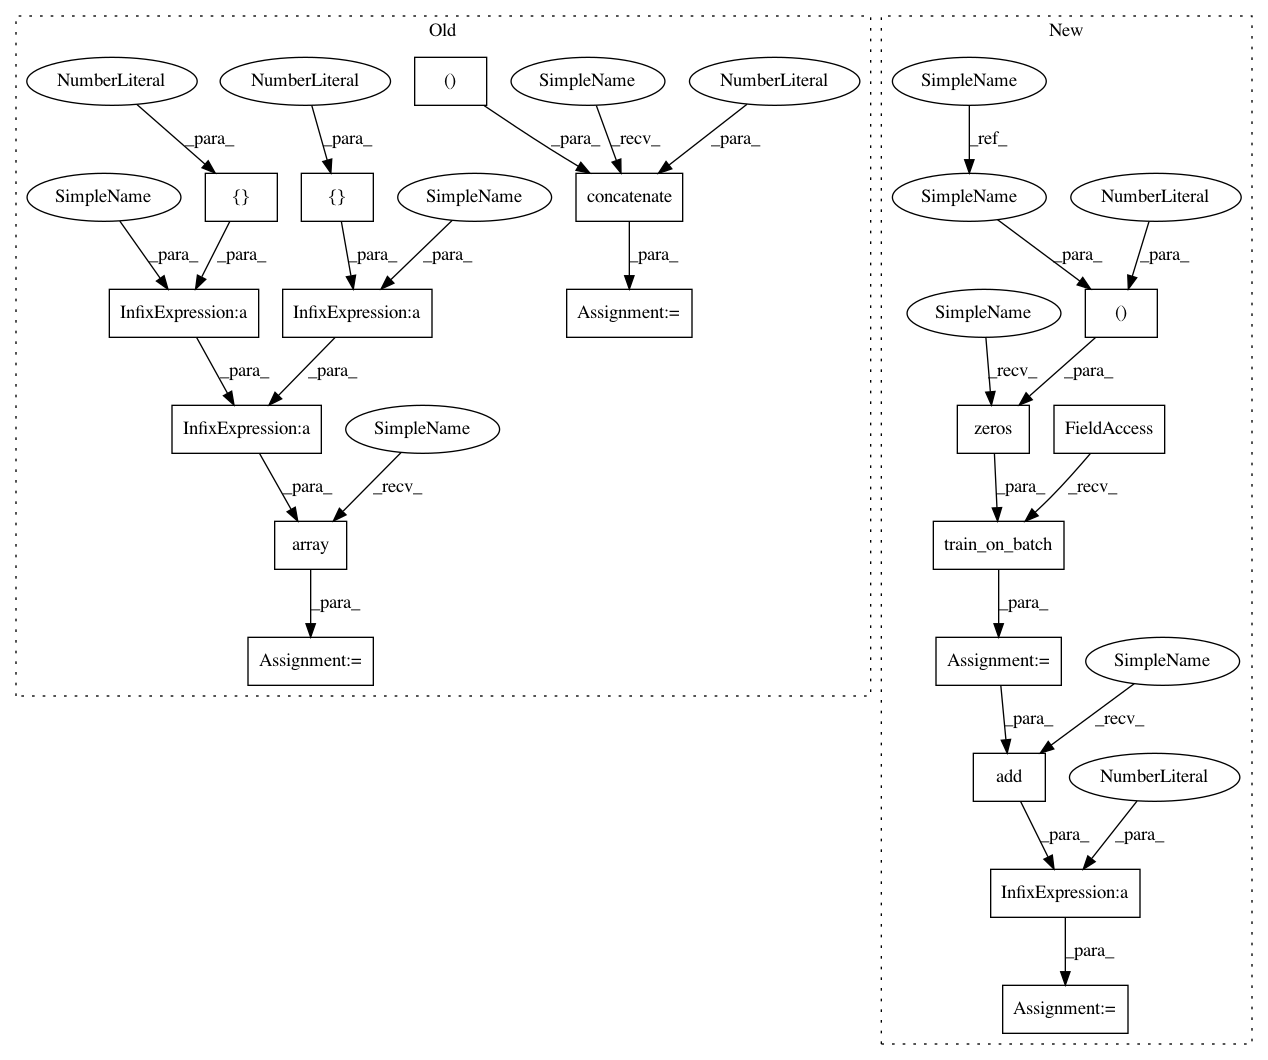 Old
New
NumberLiteral
NumberLiteral
()
SimpleName
NumberLiteral
SimpleName
_para_
_para_
_para_
_recv_
_para_
_ref_
SimpleName
{}
{}
SimpleName
concatenate
SimpleName
NumberLiteral
_para_
_para_
_para_
_para_
_para_
_para_
_para_
InfixExpression:a
InfixExpression:a
Assignment:=
SimpleName
()
_para_
_para_
_recv_
_para_
InfixExpression:a
SimpleName
zeros
FieldAccess
_para_
_recv_
_para_
_recv_
array
train_on_batch
_para_
_para_
Assignment:=
Assignment:=
SimpleName
_para_
_recv_
add
NumberLiteral
_para_
_para_
InfixExpression:a
_para_
Assignment:=